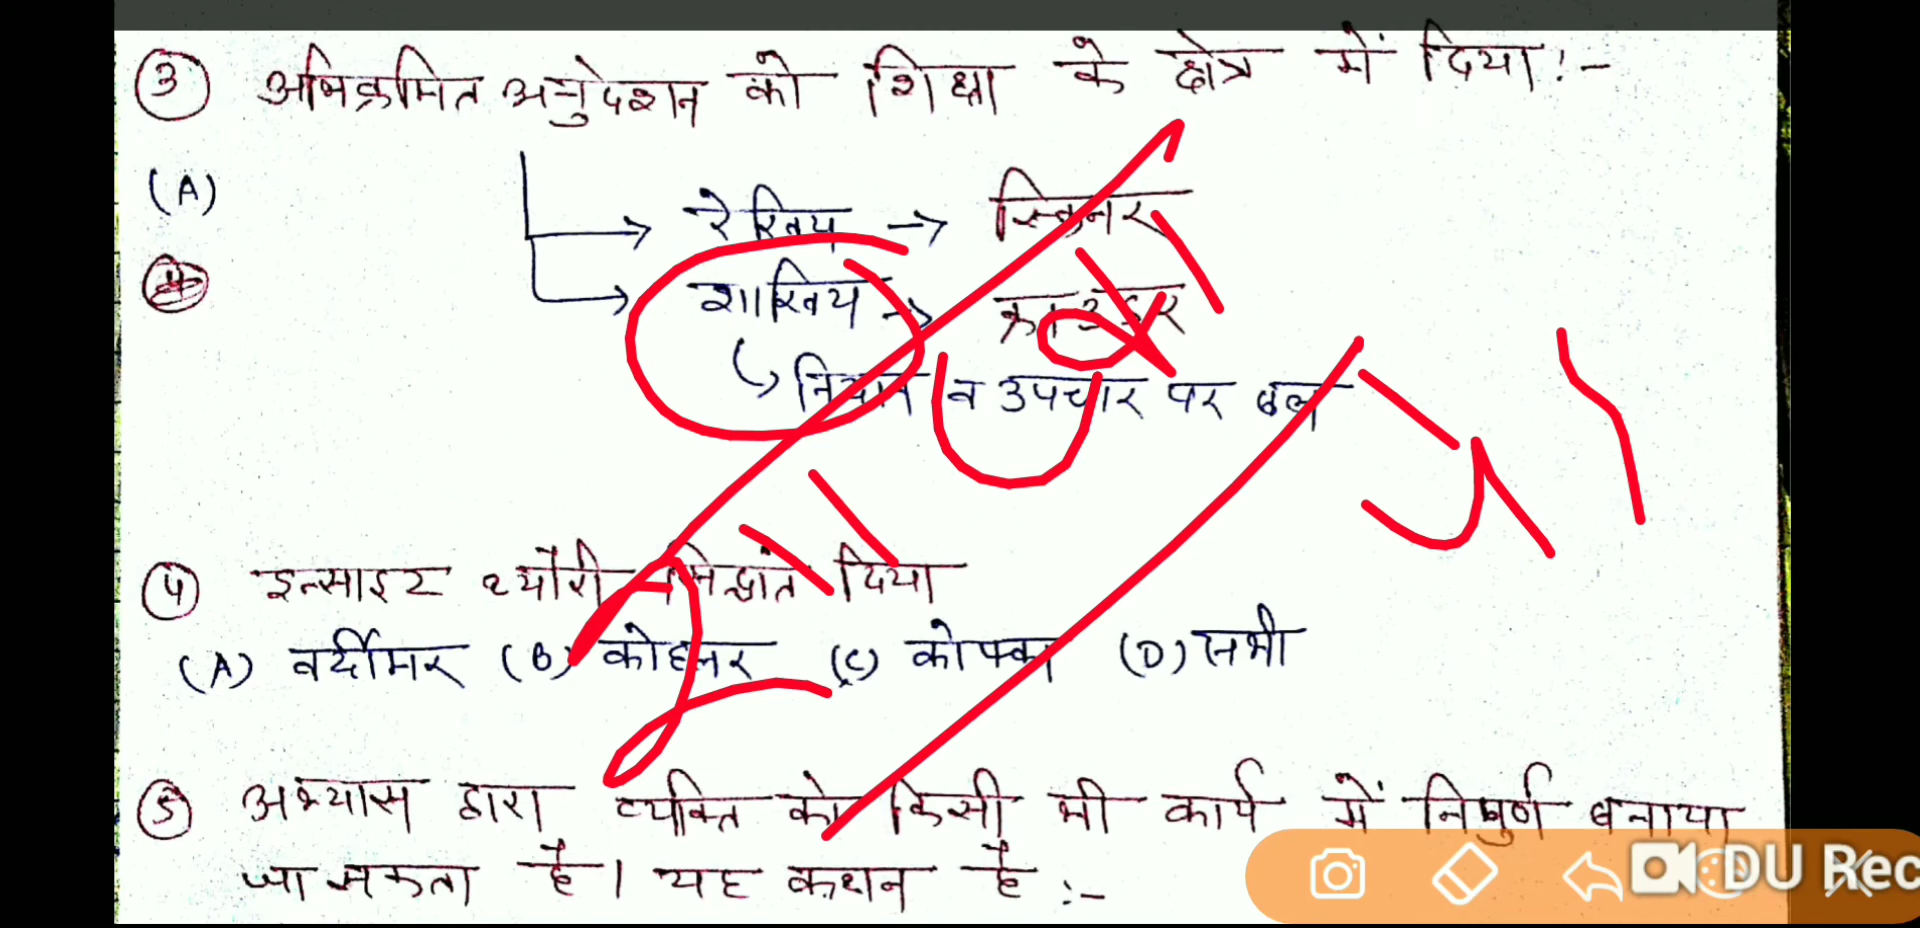 ③ अभिक्रमित अनुदेशन को शिक्षा के क्षेत्र में दिया:-
(A)
→ रेखिय → स्किनर
→ शाखिय → क्राउडर
↳ निदान व उपचार पर बल
④ इन्साइट थ्यौरी सिद्धांत दिया
(A) वर्दीमर (B) कोहलर (C) कोफ्का (D) सभी
⑤ अभ्यास द्वारा व्यक्ति को किसी भी कार्य में निपुर्ण बनाया
जा सकता है। यह कथन है:-
DU Rec